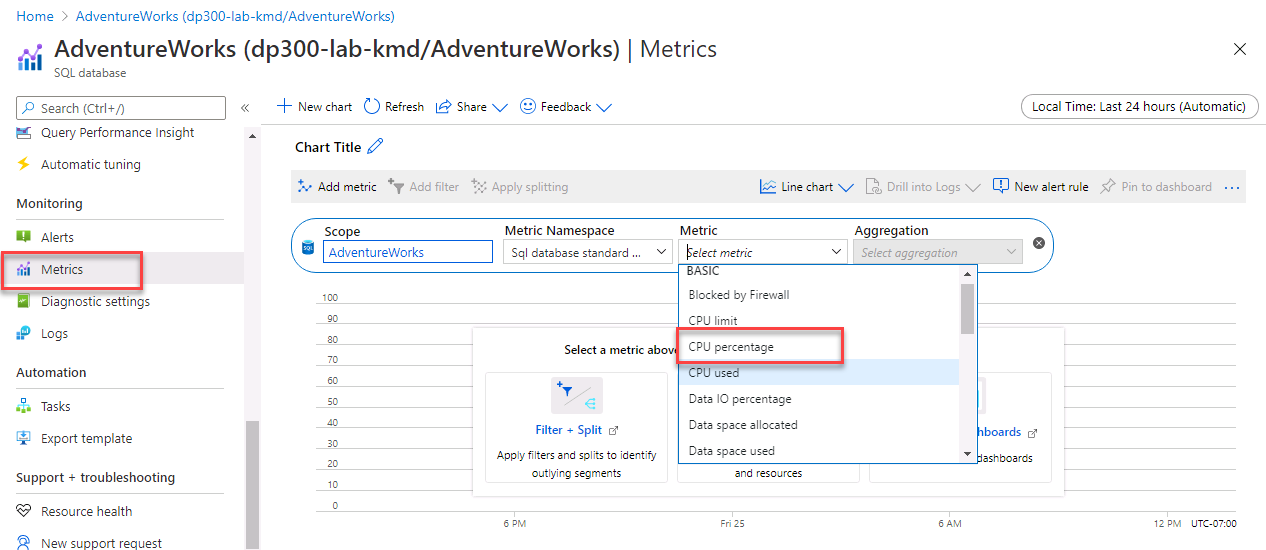 Home > AdventureWorks (dp300-lab-kmd/AdventureWorks)
AdventureWorks (dp300-lab-kmd/AdventureWorks) | Metrics
SQL database
Search (Ctrl+/)
«
New chart
Refresh
Share
Feedback
Local Time: Last 24 hours (Automatic)
Query Performance Insight
Automatic tuning
Monitoring
Alerts
Metrics
Diagnostic settings
Logs
Automation
Tasks
Export template
Support + troubleshooting
Resource health
New support request
Chart Title
Add metric
Add filter
Apply splitting
Line chart
Drill into Logs
New alert rule
Pin to dashboard
...
Scope
AdventureWorks
Metric Namespace
Sql database standard ...
Metric
Select metric
Aggregation
Select aggregation
SQL
BASIC
Blocked by Firewall
CPU limit
CPU percentage
CPU used
Data IO percentage
Data space allocated
Data space used
100
90
80
70
60
50
40
30
20
10
0
Select a metric above
Filter + Split
Apply filters and splits to identify
outlying segments
and resources
hboards
dashboards
6 PM
Fri 25
6 AM
12 PM
UTC-07:00